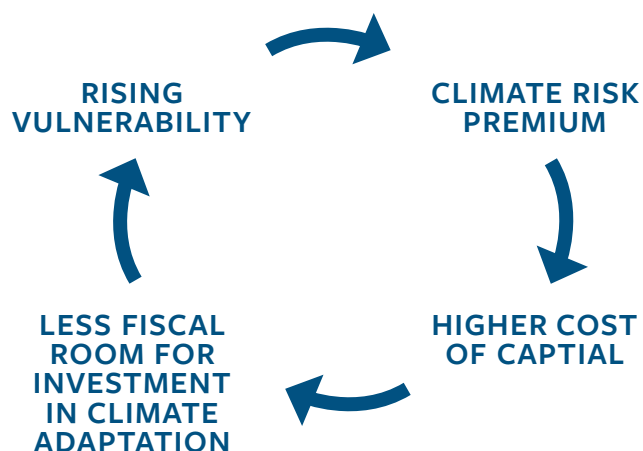 RISING
VULNERABILITY
CLIMATE RISK
PREMIUM
HIGHER COST
OF CAPTIAL
LESS FISCAL
ROOM FOR
INVESTMENT
IN CLIMATE
ADAPTATION